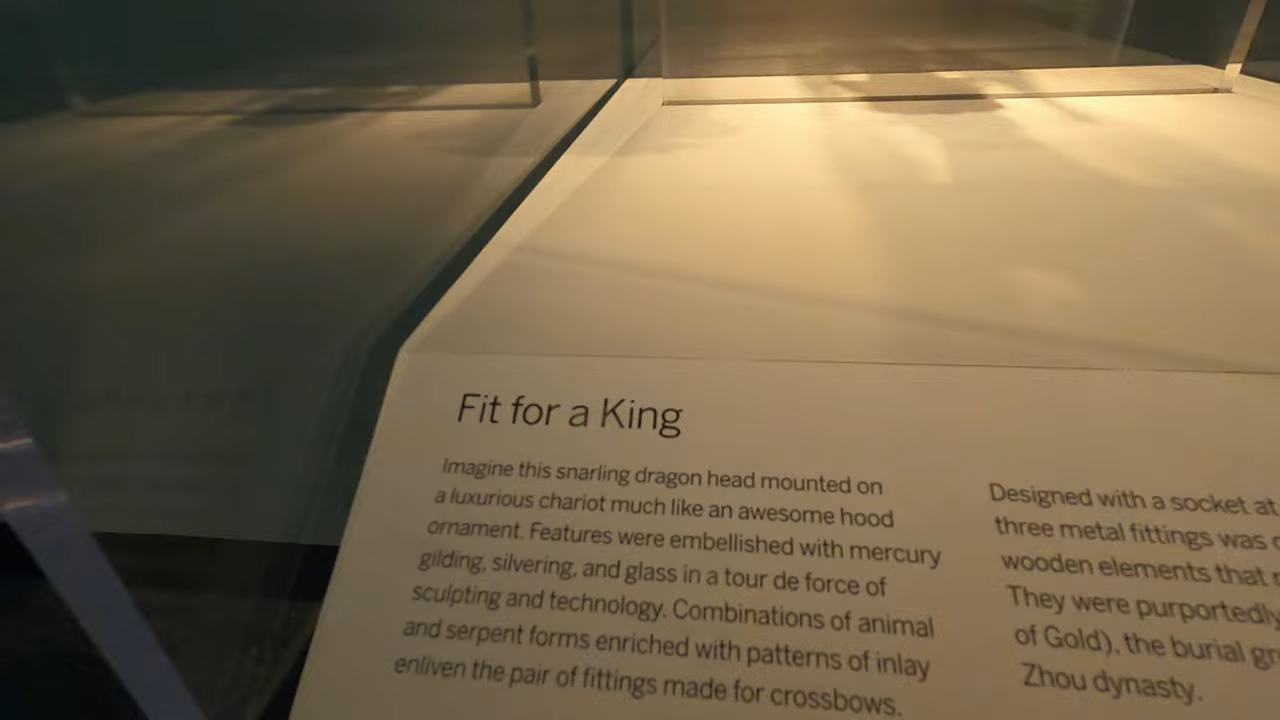 Fit for a King
Imagine this snarling dragon head mounted on
a luxurious chariot much like an awesome hood
ornament. Features were embellished with mercury
gilding, silvering, and glass in a tour de force of
sculpting and technology. Combinations of animal
and serpent forms enriched with patterns of inlay
enliven the pair of fittings made for crossbows.
Designed with a socket at
three metal fittings was
wooden elements that
They were purportedly
of Gold), the burial
Zhou dynasty.